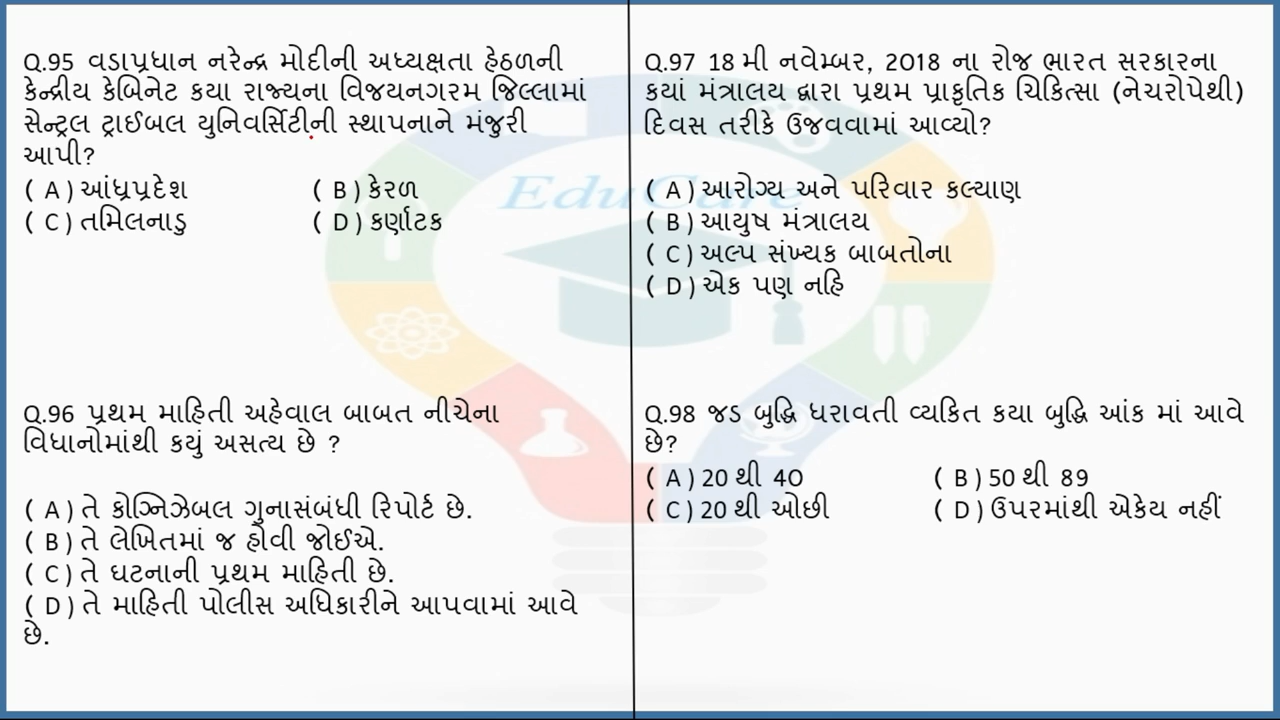 Q.95 વડાપ્રધાન નરેન્દ્ર મોદીની અધ્યક્ષતા હેઠળની
કેન્દ્રીય કેબિનેટ કયા રાજ્યના વિજયનગરમ જિલ્લામાં
સેન્ટ્રલ ટ્રાઈબલ યુનિવર્સિટીની સ્થાપનાને મંજુરી
આપી?
( A ) આંધ્રપ્રદેશ ( B ) કેરળ
( C ) તમિલનાડુ ( D ) કર્ણાટક
Q.96 પ્રથમ માહિતી અહેવાલ બાબત નીચેના
વિધાનોમાંથી કયું અસત્ય છે ?
( A ) તે કોગ્નિઝેબલ ગુનાસંબંધી રિપોર્ટ છે.
( B ) તે લેખિતમાં જ હોવી જોઈએ.
( C ) તે ઘટનાની પ્રથમ માહિતી છે.
( D ) તે માહિતી પોલીસ અધિકારીને આપવામાં આવે
છે.
Q.97 18 મી નવેમ્બર, 2018 ના રોજ ભારત સરકારના
કયાં મંત્રાલય દ્વારા પ્રથમ પ્રાકૃતિક ચિકિત્સા (નેચરોપેથી)
દિવસ તરીકે ઉજવવામાં આવ્યો?
( A ) આરોગ્ય અને પરિવાર કલ્યાણ
( B ) આયુષ મંત્રાલય
( C ) અલ્પ સંખ્યક બાબતોના
( D ) એક પણ નહિ
Q.98 જડ બુદ્ધિ ધરાવતી વ્યકિત કયા બુદ્ધિ આંક માં આવે
છે?
( A ) 20 થી 40 ( B ) 50 થી 89
( C ) 20 થી ઓછી ( D ) ઉપરમાંથી એકેય નહીં
EduCare